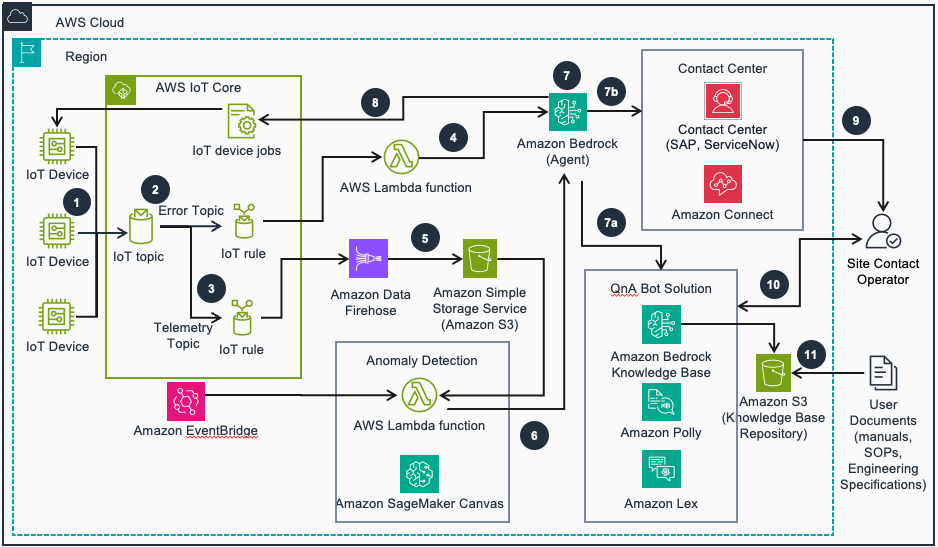 AWS Cloud
Region
AWS IoT Core
IoT device jobs
8
7
7b
Amazon Bedrock
(Agent)
4
AWS Lambda function
Contact Center
Contact Center
(SAP, ServiceNow)
Amazon Connect
9
IoT Device
1
IoT Device
IoT Device
2
IoT topic
Error Topic
IoT rule
3
Telemetry
Topic
IoT rule
5
Amazon Data
Firehose
Amazon Simple
Storage Service
(Amazon S3)
7a
Site Contact
Operator
10
QnA Bot Solution
Amazon Bedrock
Knowledge Base
Amazon Polly
Amazon Lex
11
Amazon S3
(Knowledge Base
Repository)
User
Documents
(manuals,
SOPs,
Engineering
Specifications)
Anomaly Detection
AWS Lambda function
6
Amazon SageMaker Canvas
Amazon EventBridge